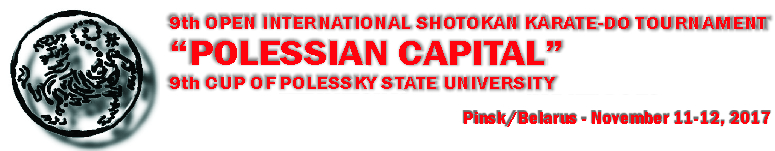 9th OPEN INTERNATIONAL SHOTOKAN KARATE-DO TOURNAMENT
“POLESSIAN CAPITAL”
9th CUP OF POLESSKY STATE UNIVERSITY
Pinsk/Belarus - November 11-12, 2017